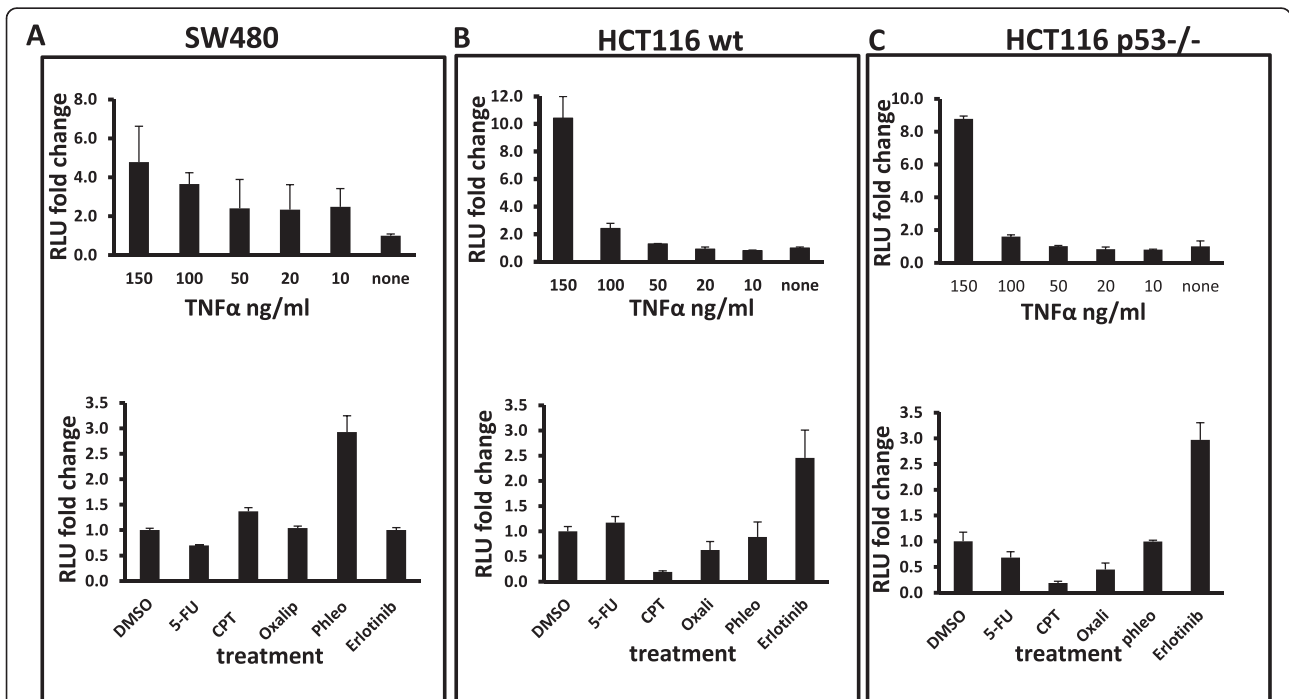 A
SW480
RLU fold change
8.0
6.0
4.0
2.0
0.0
150 100 50 20 10 none
TNFα ng/ml
RLU fold change
3.5
3.0
2.5
2.0
1.5
1.0
0.5
0.0
DMSO 5-FU CPT Oxalip Phleo Erlotinib
treatment
B
HCT116 wt
RLU fold change
12.0
10.0
8.0
6.0
4.0
2.0
0.0
150 100 50 20 10 none
TNFα ng/ml
RLU fold change
3.5
3.0
2.5
2.0
1.5
1.0
0.5
0.0
DMSO 5-FU CPT Oxali Phleo Erlotinib
treatment
C
HCT116 p53-/-
RLU fold change
10.0
8.0
6.0
4.0
2.0
0.0
150 100 50 20 10 none
TNFα ng/ml
RLU fold change
3.5
3.0
2.5
2.0
1.5
1.0
0.5
0.0
DMSO 5-FU CPT Oxali phleo Erlotinib
treatment